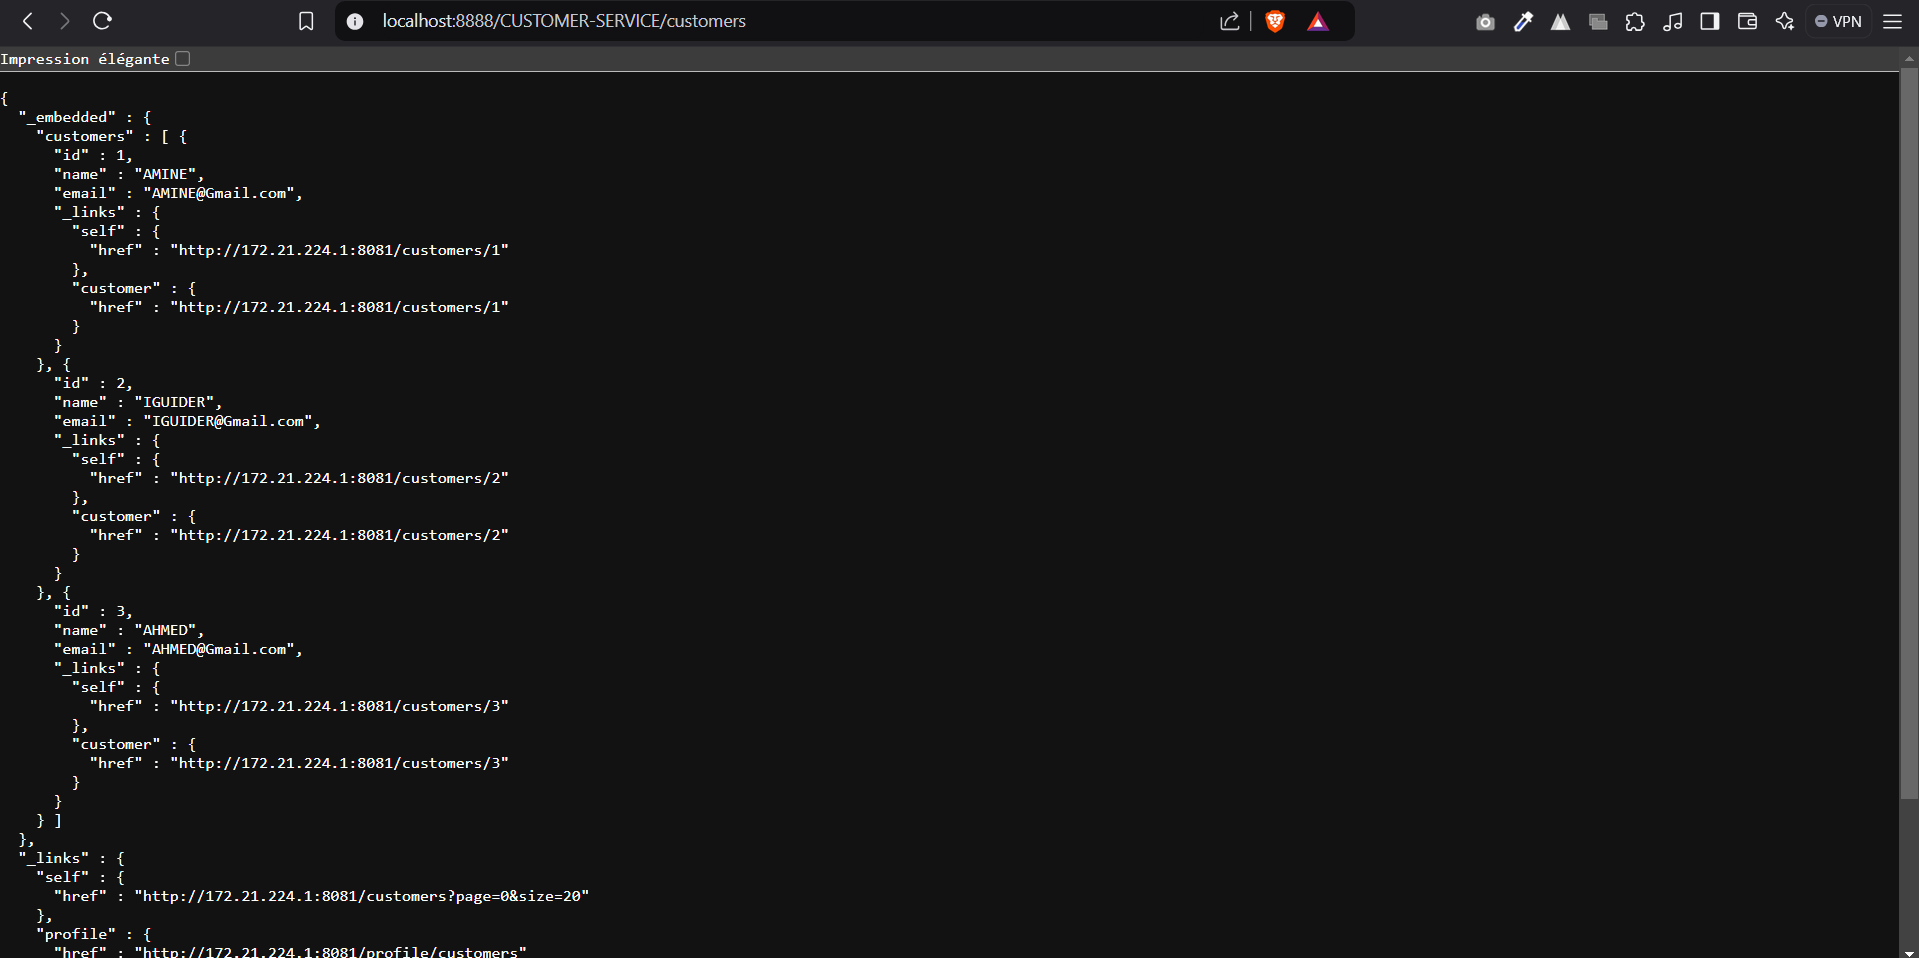 localhost:8888/CUSTOMER-SERVICE/customers
VPN
Impression élégante
{
  "_embedded" : {
    "customers" : [ {
      "id" : 1,
      "name" : "AMINE",
      "email" : "AMINE@Gmail.com",
      "_links" : {
        "self" : {
          "href" : "http://172.21.224.1:8081/customers/1"
        },
        "customer" : {
          "href" : "http://172.21.224.1:8081/customers/1"
        }
      }
    }, {
      "id" : 2,
      "name" : "IGUIDER",
      "email" : "IGUIDER@Gmail.com",
      "_links" : {
        "self" : {
          "href" : "http://172.21.224.1:8081/customers/2"
        },
        "customer" : {
          "href" : "http://172.21.224.1:8081/customers/2"
        }
      }
    }, {
      "id" : 3,
      "name" : "AHMED",
      "email" : "AHMED@Gmail.com",
      "_links" : {
        "self" : {
          "href" : "http://172.21.224.1:8081/customers/3"
        },
        "customer" : {
          "href" : "http://172.21.224.1:8081/customers/3"
        }
      }
    } ]
  },
  "_links" : {
    "self" : {
      "href" : "http://172.21.224.1:8081/customers?page=0&size=20"
    },
    "profile" : {
      "href" : "http://172.21.224.1:8081/profile/customers"